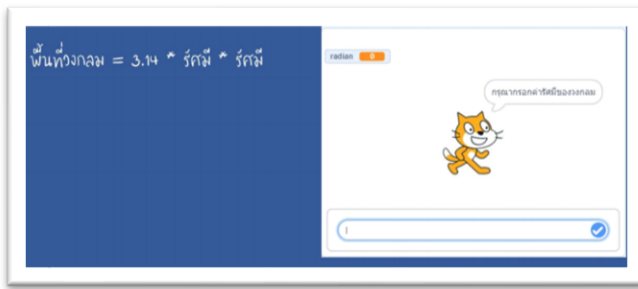 พื้นที่วงกลม = 3.14 * รัศมี * รัศมี
radian 0
กรุณากรอกค่ารัศมีของวงกลม